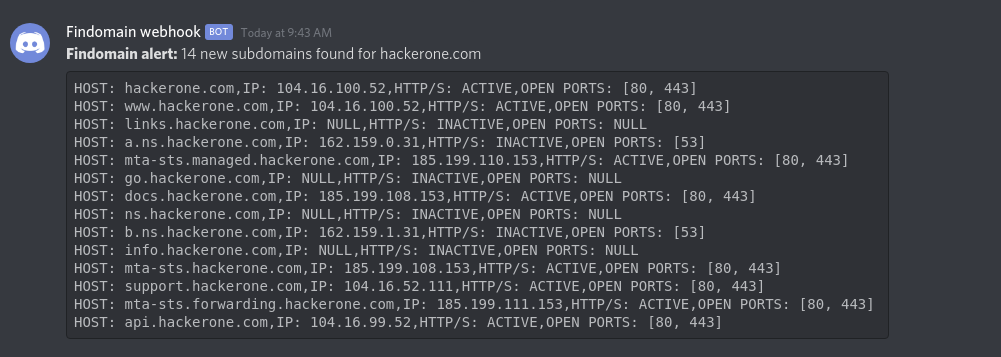 Findomain webhook BOT Today at 9:43 AM
Findomain alert: 14 new subdomains found for hackerone.com
HOST: hackerone.com,IP: 104.16.100.52,HTTP/S: ACTIVE,OPEN PORTS: [80, 443]
HOST: www.hackerone.com,IP: 104.16.100.52,HTTP/S: ACTIVE,OPEN PORTS: [80, 443]
HOST: links.hackerone.com,IP: NULL,HTTP/S: INACTIVE,OPEN PORTS: NULL
HOST: a.ns.hackerone.com,IP: 162.159.0.31,HTTP/S: INACTIVE,OPEN PORTS: [53]
HOST: mta-sts.managed.hackerone.com,IP: 185.199.110.153,HTTP/S: ACTIVE,OPEN PORTS: [80, 443]
HOST: go.hackerone.com,IP: NULL,HTTP/S: INACTIVE,OPEN PORTS: NULL
HOST: docs.hackerone.com,IP: 185.199.108.153,HTTP/S: ACTIVE,OPEN PORTS: [80, 443]
HOST: ns.hackerone.com,IP: NULL,HTTP/S: INACTIVE,OPEN PORTS: NULL
HOST: b.ns.hackerone.com,IP: 162.159.1.31,HTTP/S: INACTIVE,OPEN PORTS: [53]
HOST: info.hackerone.com,IP: NULL,HTTP/S: INACTIVE,OPEN PORTS: NULL
HOST: mta-sts.hackerone.com,IP: 185.199.108.153,HTTP/S: ACTIVE,OPEN PORTS: [80, 443]
HOST: support.hackerone.com,IP: 104.16.52.111,HTTP/S: ACTIVE,OPEN PORTS: [80, 443]
HOST: mta-sts.forwarding.hackerone.com,IP: 185.199.111.153,HTTP/S: ACTIVE,OPEN PORTS: [80, 443]
HOST: api.hackerone.com,IP: 104.16.99.52,HTTP/S: ACTIVE,OPEN PORTS: [80, 443]